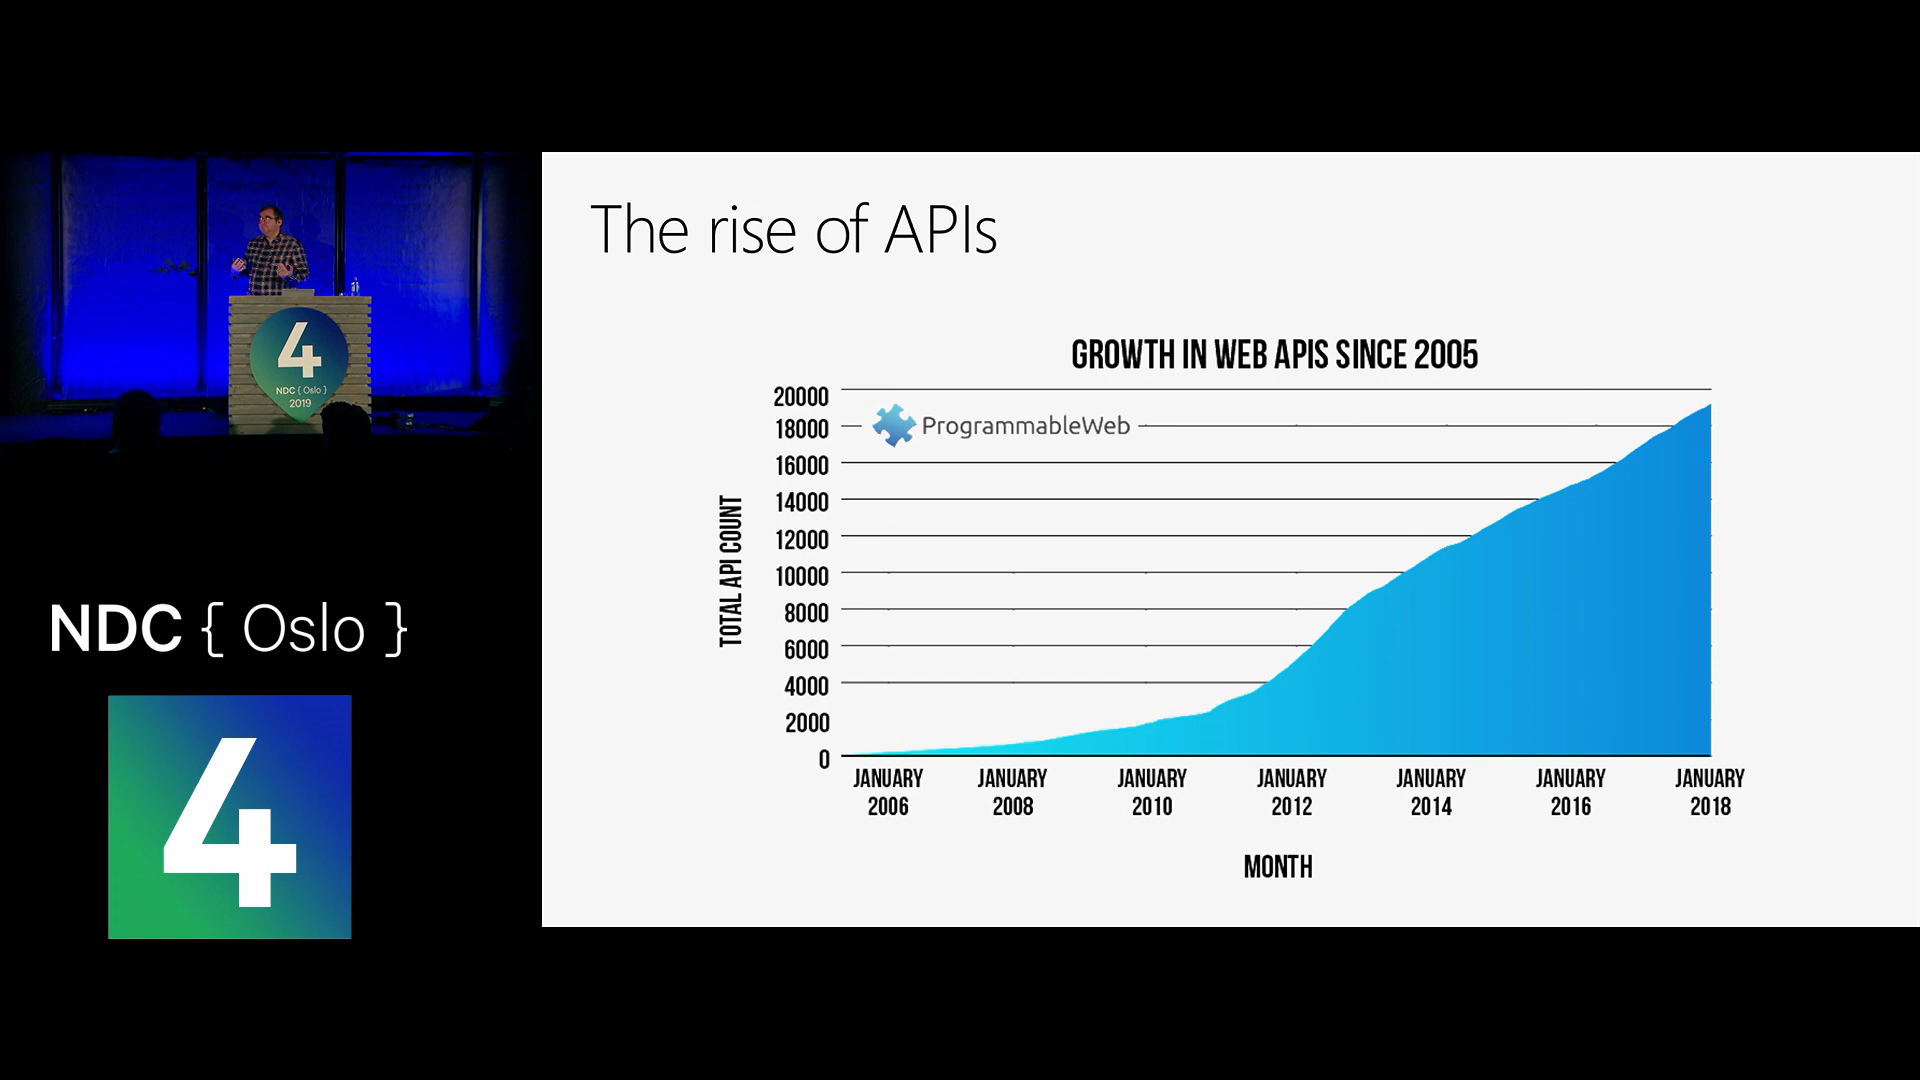 4
NDC { Oslo }
2019
NDC { Oslo }
4
The rise of APIs
GROWTH IN WEB APIS SINCE 2005
ProgrammableWeb
TOTAL API COUNT
20000
18000
16000
14000
12000
10000
8000
6000
4000
2000
0
JANUARY 2006
JANUARY 2008
JANUARY 2010
JANUARY 2012
JANUARY 2014
JANUARY 2016
JANUARY 2018
MONTH